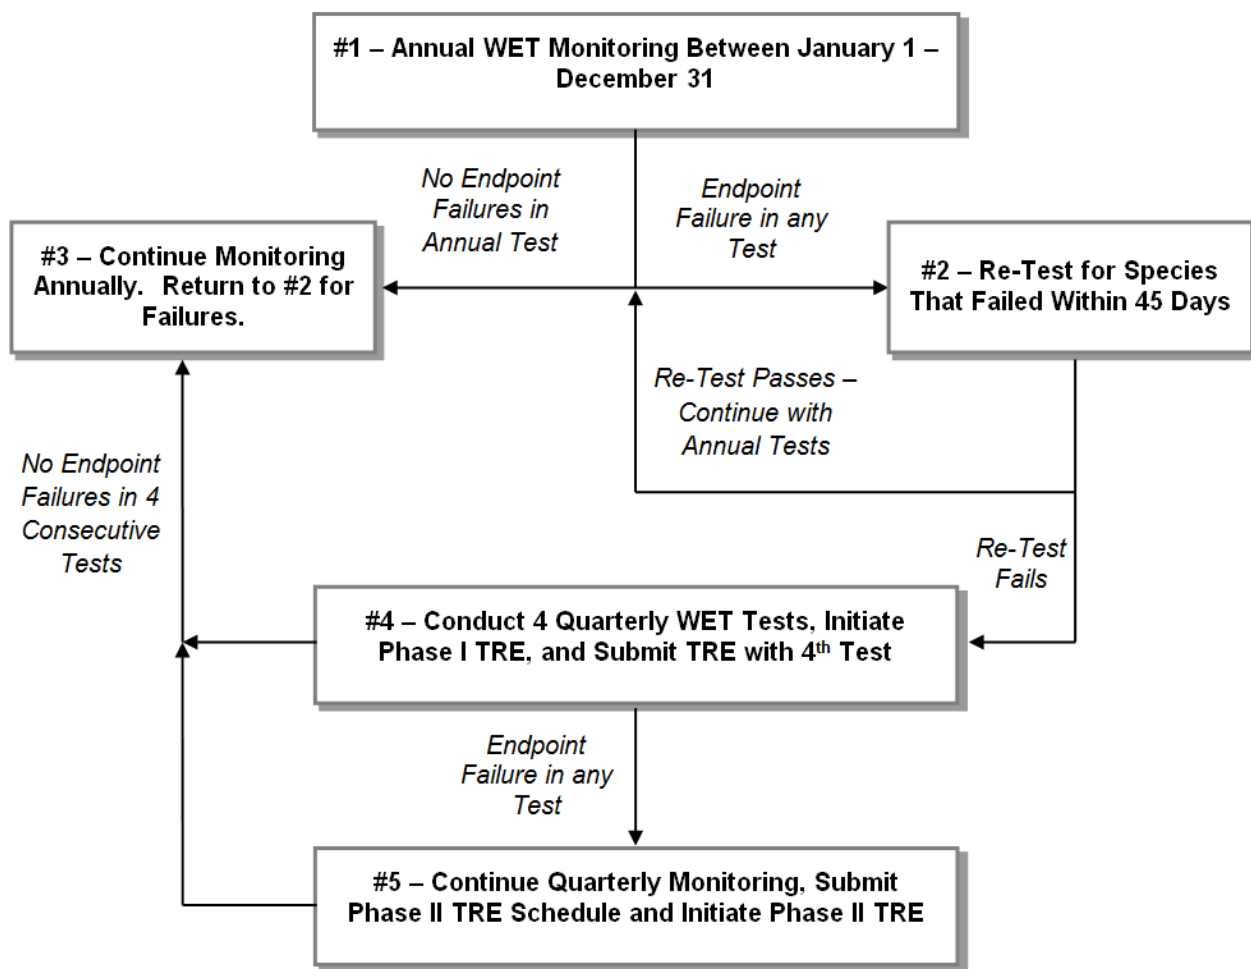 #1 – Annual WET Monitoring Between January 1 –
December 31
No Endpoint
Failures in
Annual Test
Endpoint
Failure in any
Test
#3 – Continue Monitoring
Annually. Return to #2 for
Failures.
#2 – Re-Test for Species
That Failed Within 45 Days
Re-Test Passes –
Continue with
Annual Tests
No Endpoint
Failures in 4
Consecutive
Tests
Re-Test
Fails
#4 – Conduct 4 Quarterly WET Tests, Initiate
Phase I TRE, and Submit TRE with 4th Test
Endpoint
Failure in any
Test
#5 – Continue Quarterly Monitoring, Submit
Phase II TRE Schedule and Initiate Phase II TRE